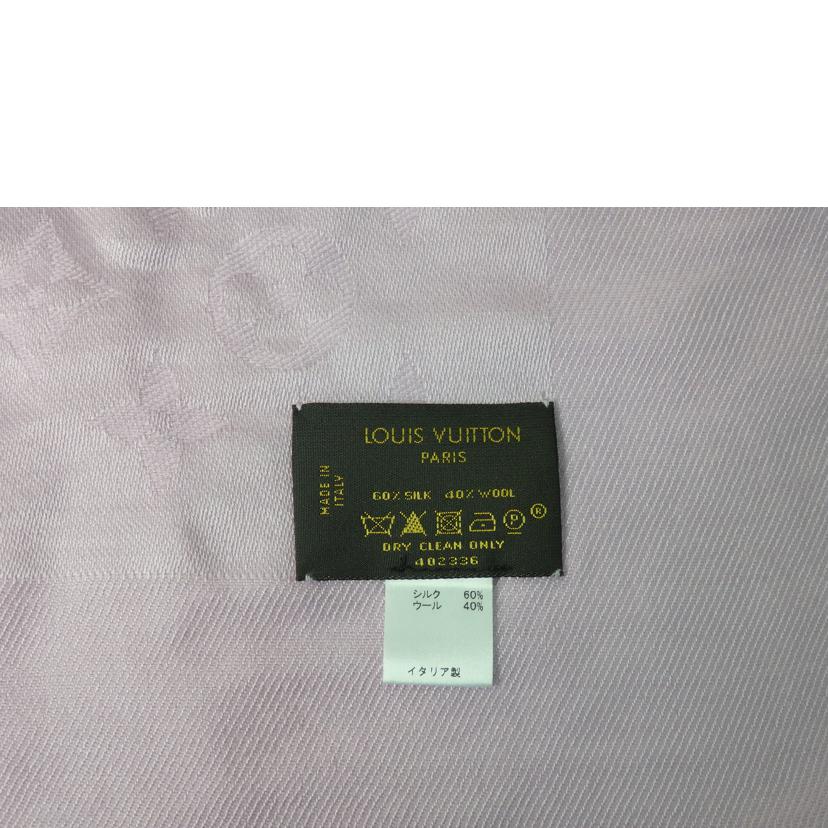 LOUIS VUITTON
PARIS
MADE IN
ITALY
60% SILK 40% WOOL
P ®
DRY CLEAN ONLY
402336
シルク 60%
ウール 40%
イタリア製